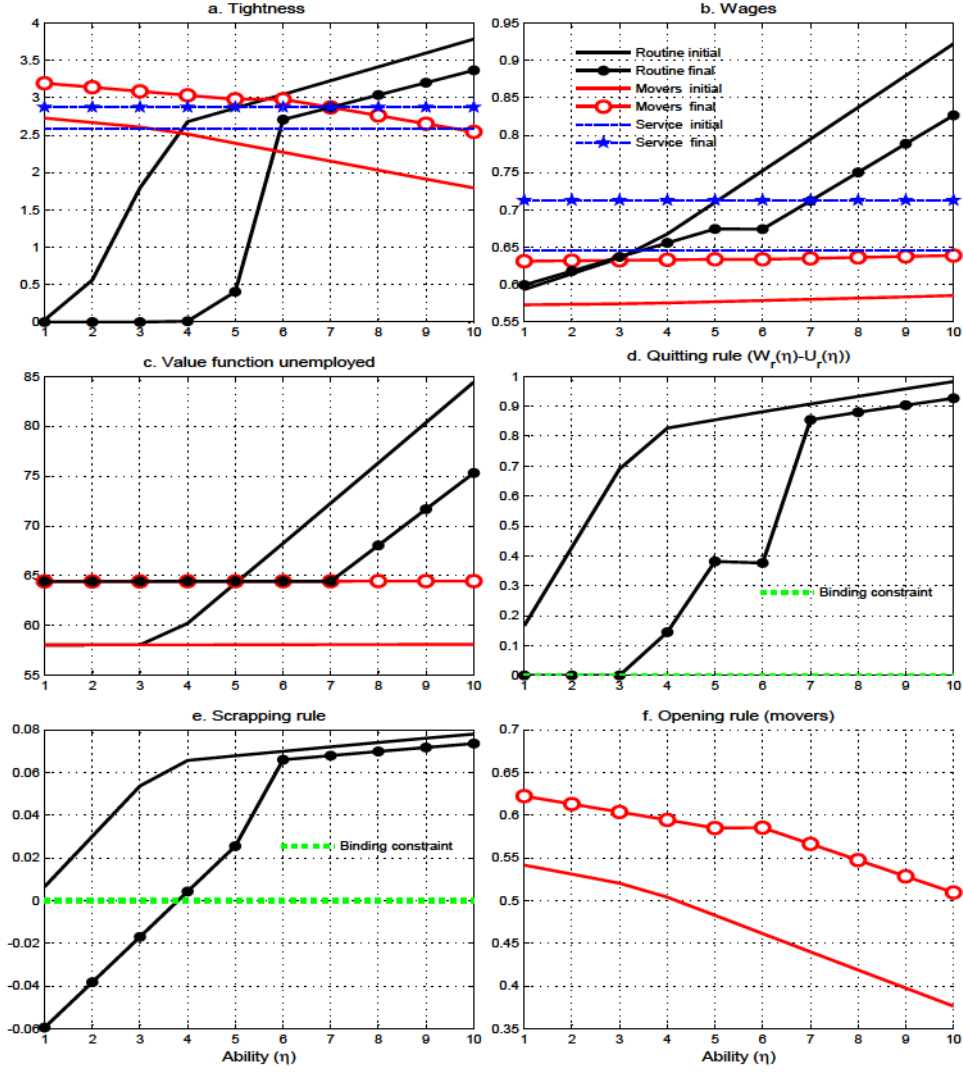 a. Tightness
4
3.5
3
2.5
2
1.5
1
0.5
0
1 2 3 4 5 6 7 8 9 10
b. Wages
0.95
0.9
0.85
0.8
0.75
0.7
0.65
0.6
0.55
Routine initial
Routine final
Movers initial
Movers final
Service initial
Service final
1 2 3 4 5 6 7 8 9 10
c. Value function unemployed
85
80
75
70
65
60
55
1 2 3 4 5 6 7 8 9 10
d. Quitting rule (W_r(η)-U_r(η))
1
0.9
0.8
0.7
0.6
0.5
0.4
0.3
0.2
0.1
0
Binding constraint
1 2 3 4 5 6 7 8 9 10
e. Scrapping rule
0.08
0.06
0.04
0.02
0
-0.02
-0.04
-0.06
Binding constraint
1 2 3 4 5 6 7 8 9 10
Ability (η)
f. Opening rule (movers)
0.7
0.65
0.6
0.55
0.5
0.45
0.4
0.35
1 2 3 4 5 6 7 8 9 10
Ability (η)